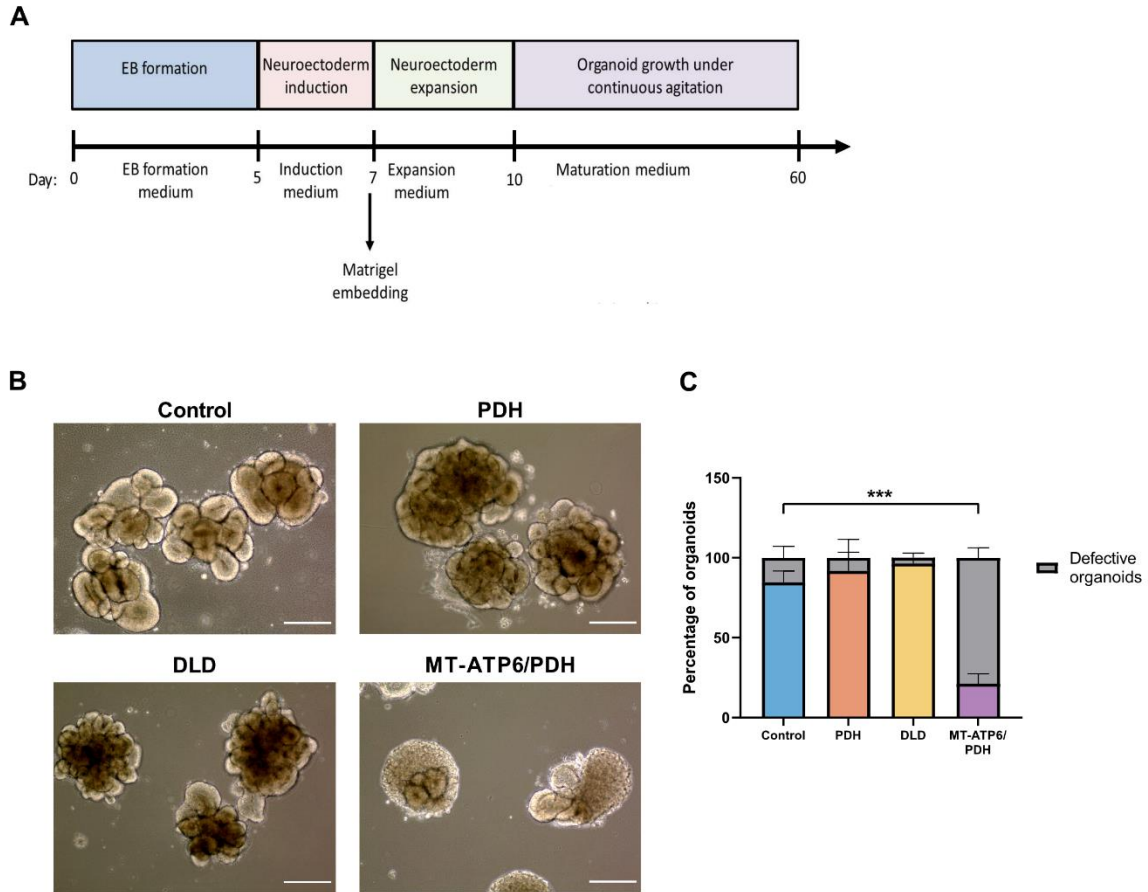 A
EB formation
Neuroectoderm
induction
Neuroectoderm
expansion
Organoid growth under
continuous agitation
Day:
0
EB formation
medium
5
Induction
medium
7
Expansion
medium
10
Maturation medium
60
Matrigel
embedding
B
Control
PDH
DLD
MT-ATP6/PDH
C
Percentage of organoids
150
100
50
0
***
Control
PDH
DLD
MT-ATP6/
PDH
Defective
organoids